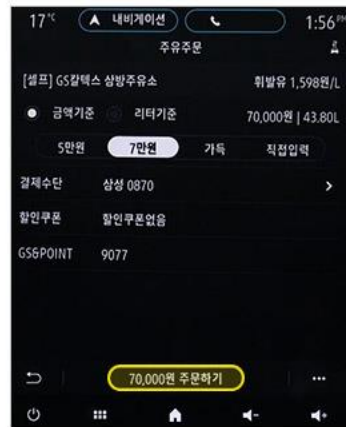 17°C 내비게이션 1:56 PM
주유주문
[셀프] GS칼텍스 삼방주유소 휘발유 1,598원/L
금액기준 리터기준 70,000원 | 43.80L
5만원 7만원 가득 직접입력
결제수단 삼성 0870
할인쿠폰 할인쿠폰없음
GS&POINT 9077
70,000원 주문하기